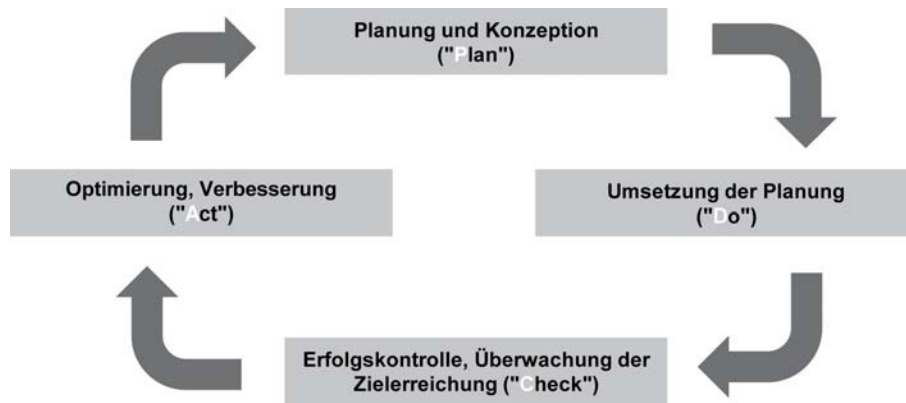 Planung und Konzeption
("Plan")
Umsetzung der Planung
("Do")
Erfolgskontrolle, Überwachung der
Zielerreichung ("Check")
Optimierung, Verbesserung
("Act")